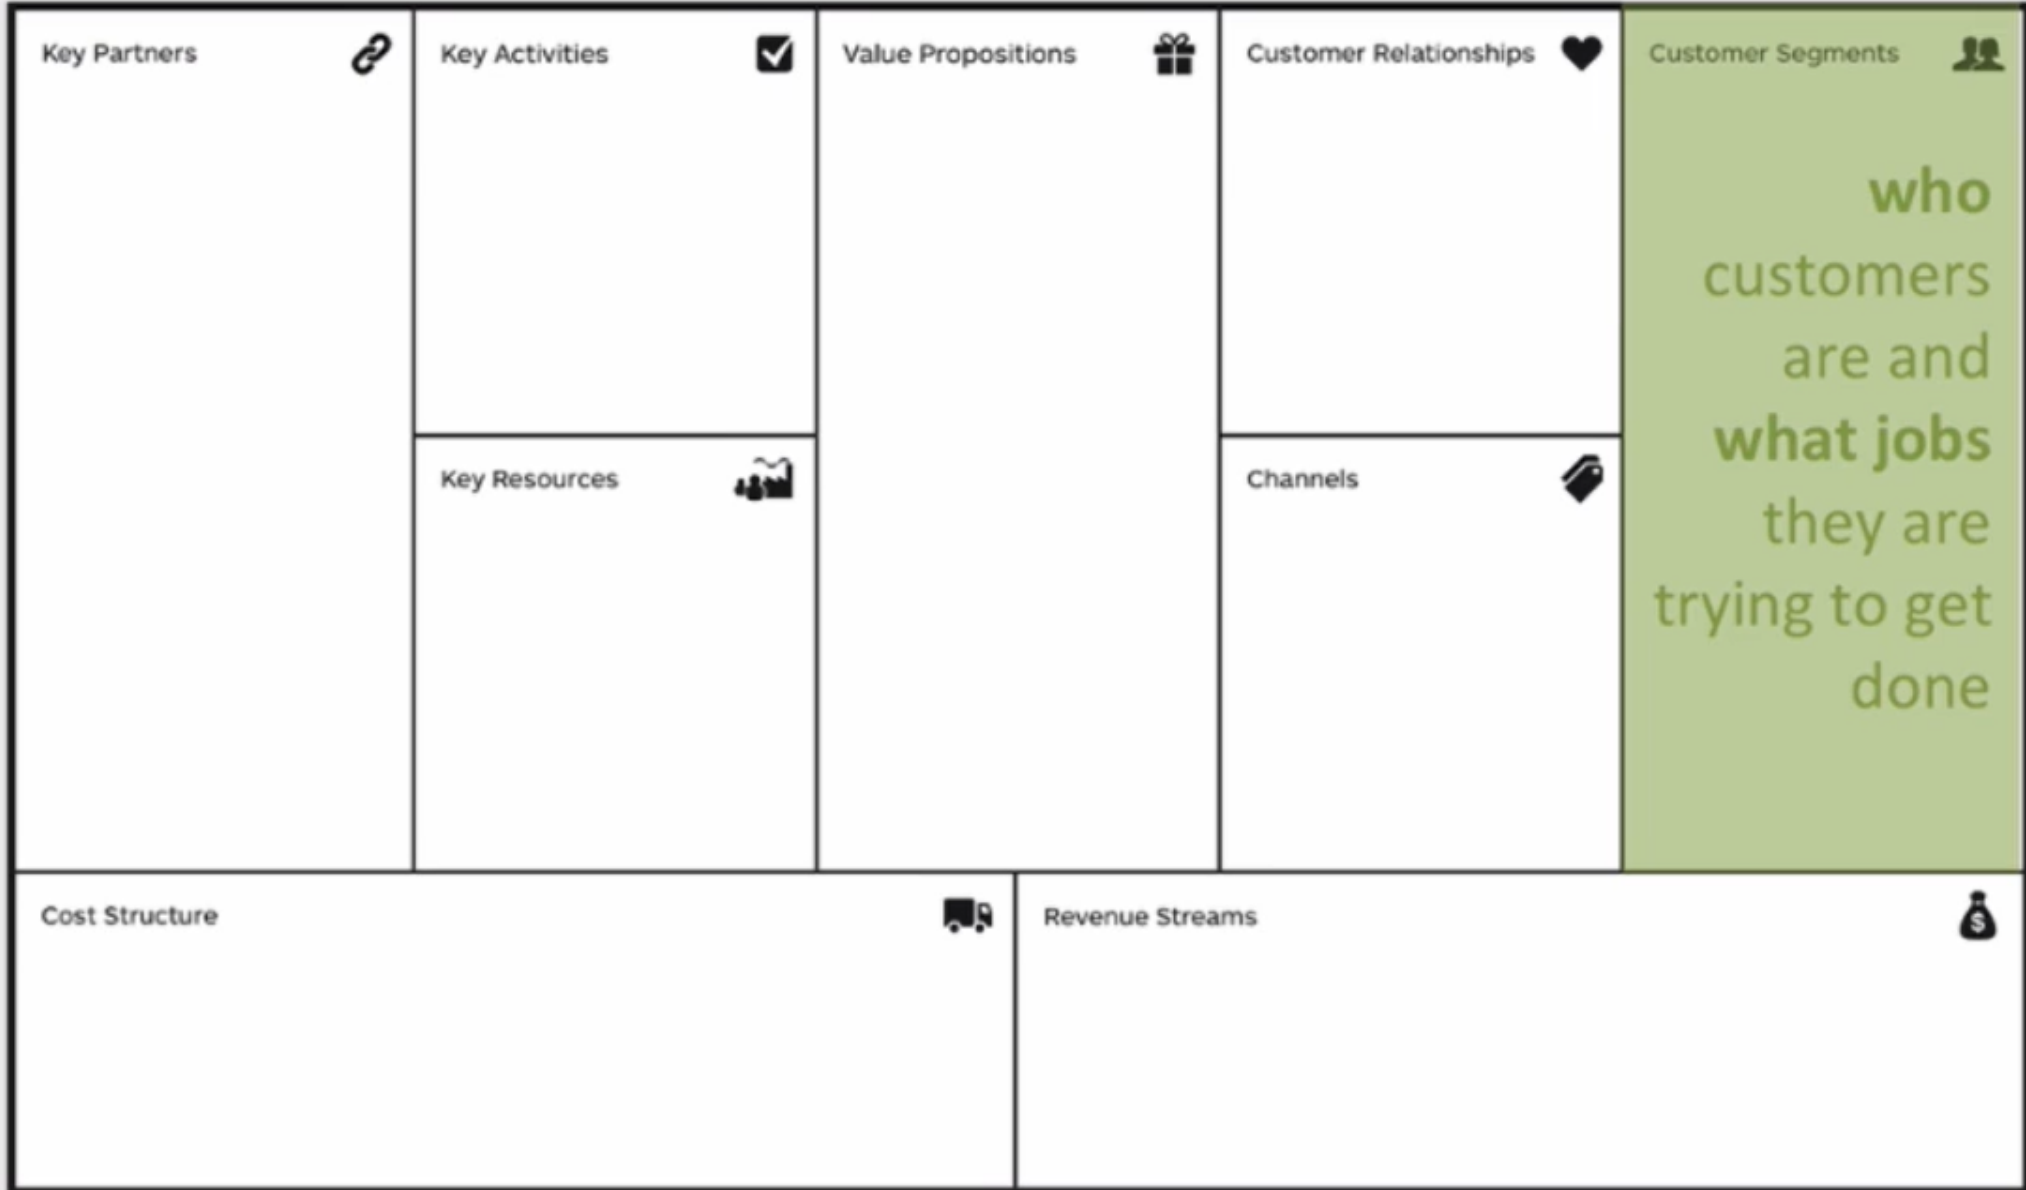 Key Partners
Key Activities
Value Propositions
Customer Relationships
Customer Segments
who
customers
are and
what jobs
they are
trying to get
done
Key Resources
Channels
Cost Structure
Revenue Streams
$